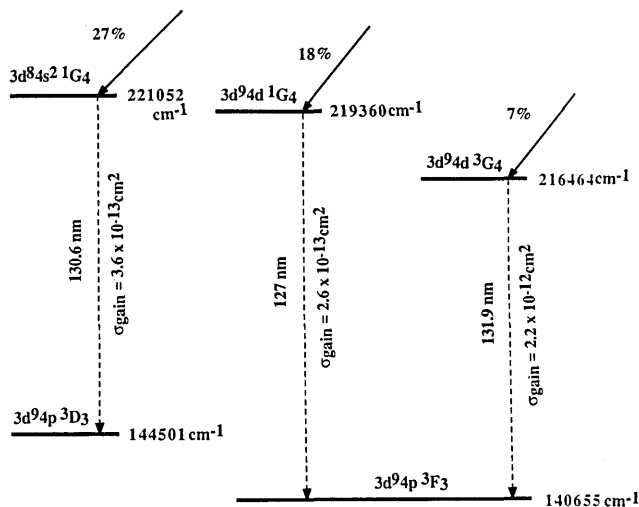 27%
3d⁸4s² ¹G₄
221052
cm⁻¹
130.6 nm
σgain = 3.6 x 10⁻¹³cm²
3d⁹4p ³D₃
144501 cm⁻¹
18%
3d⁹4d ¹G₄
219360cm⁻¹
127 nm
σgain = 2.6 x 10⁻¹³cm²
7%
3d⁹4d ³G₄
216464cm⁻¹
131.9 nm
σgain = 2.2 x 10⁻¹²cm²
3d⁹4p ³F₃
140655cm⁻¹